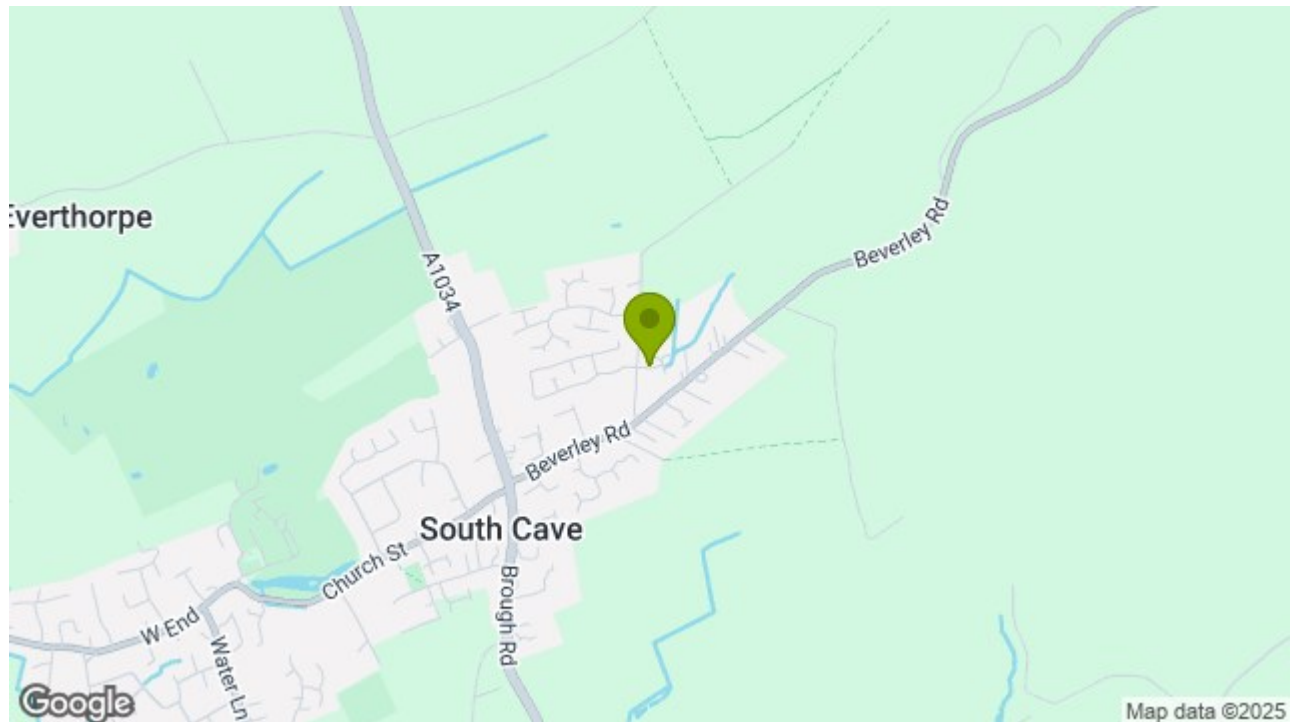 Everthorpe
A1034
Beverley Rd
Beverley Rd
South Cave
Church St
Brough Rd
W End
Water Ln
Google
Map data ©2025